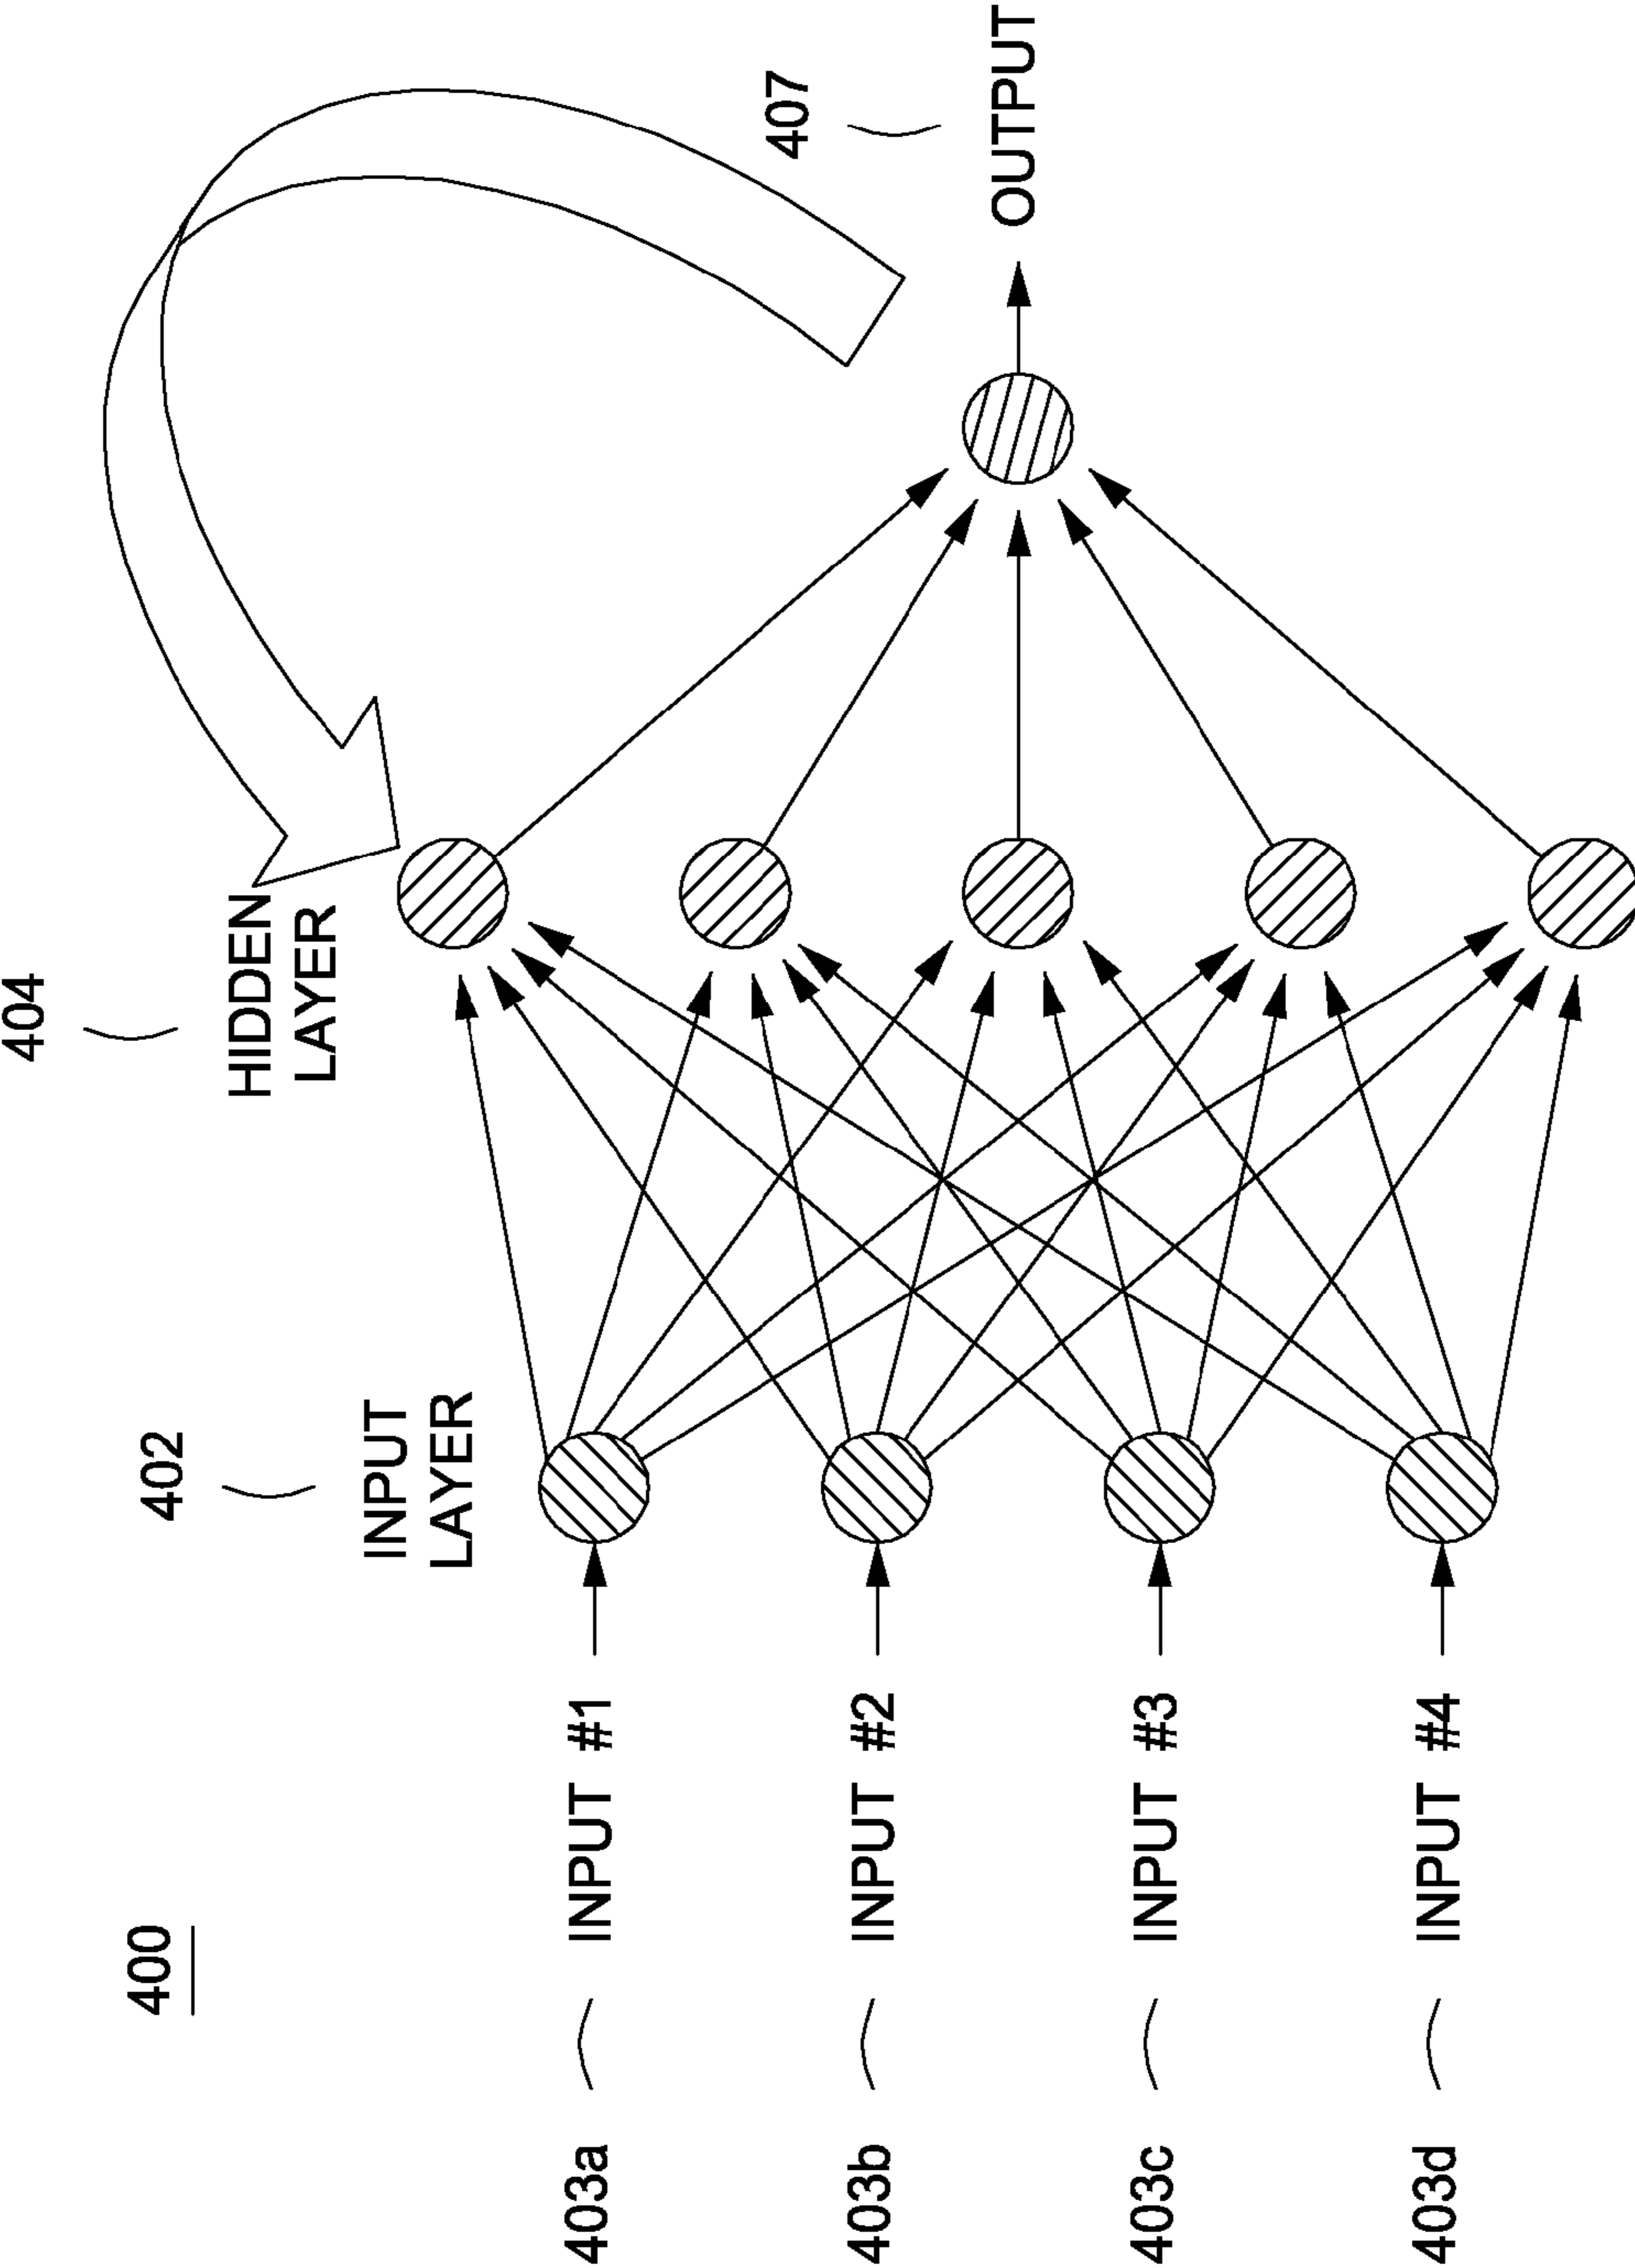 400
402
INPUT
LAYER
404
HIDDEN
LAYER
403a INPUT #1
403b INPUT #2
403c INPUT #3
403d INPUT #4
407
OUTPUT